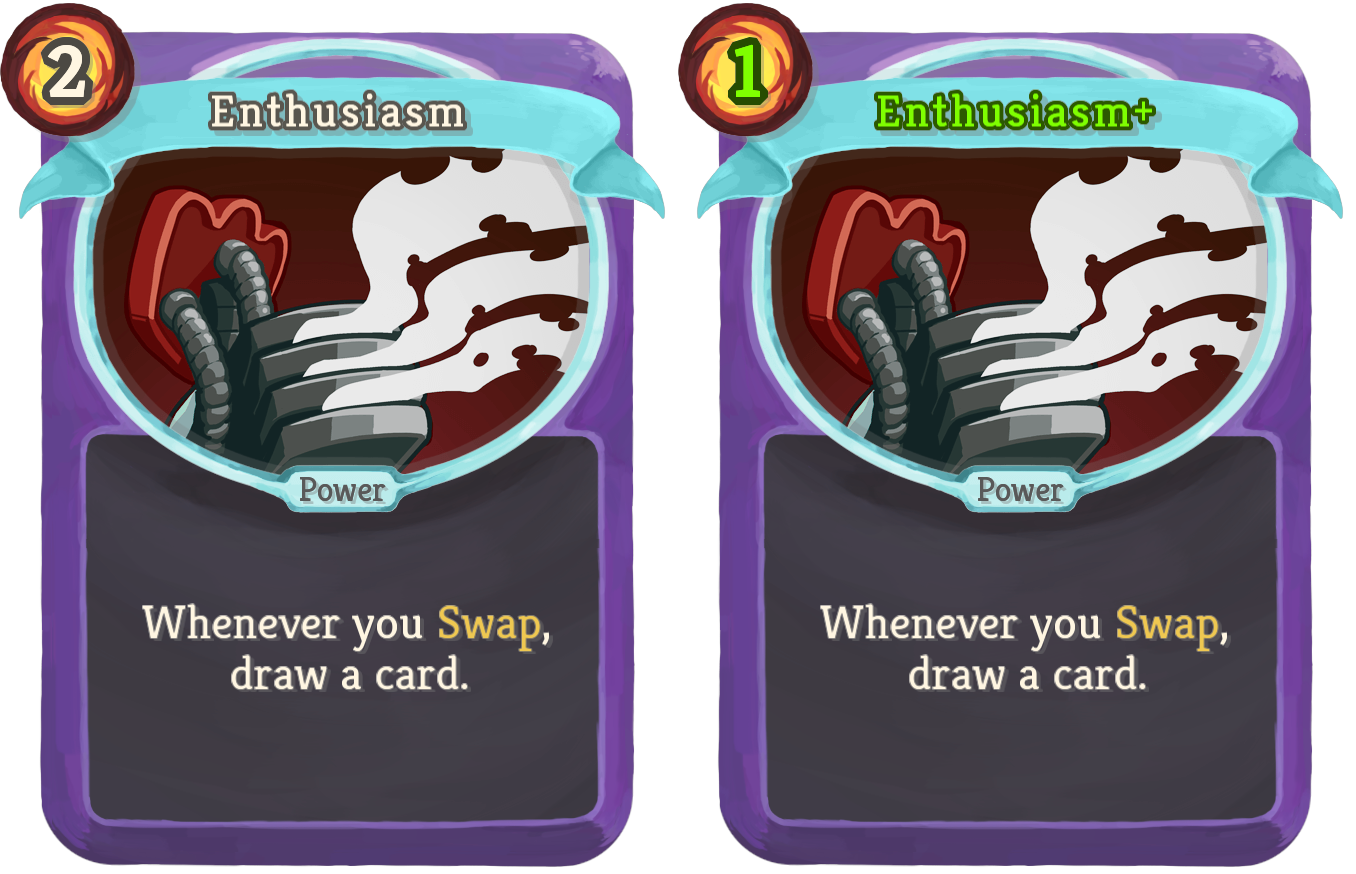 2
Enthusiasm
Power
Whenever you Swap,
draw a card.
1
Enthusiasm+
Power
Whenever you Swap,
draw a card.